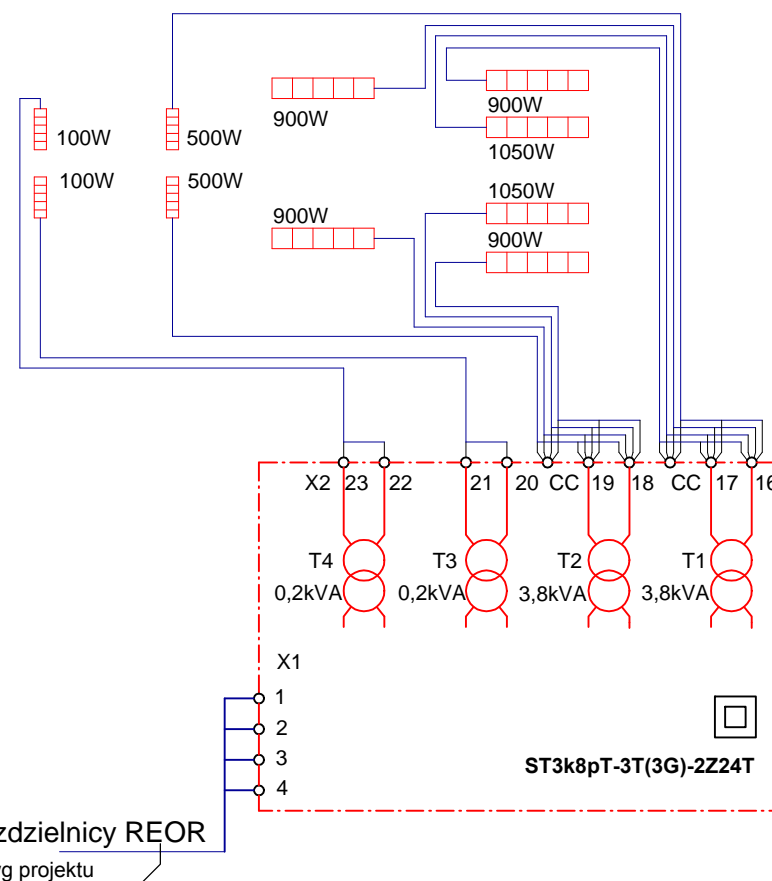 900W
900W
100W
500W
1050W
100W
500W
1050W
900W
900W
X2 23 22 21 20 CC 19 18 CC 17 16
T4 T3 T2 T1
0,2kVA 0,2kVA 3,8kVA 3,8kVA
X1
1
2
3
4
ST3k8pT-3T(3G)-2Z24T
zdzielnicy REOR
g projektu